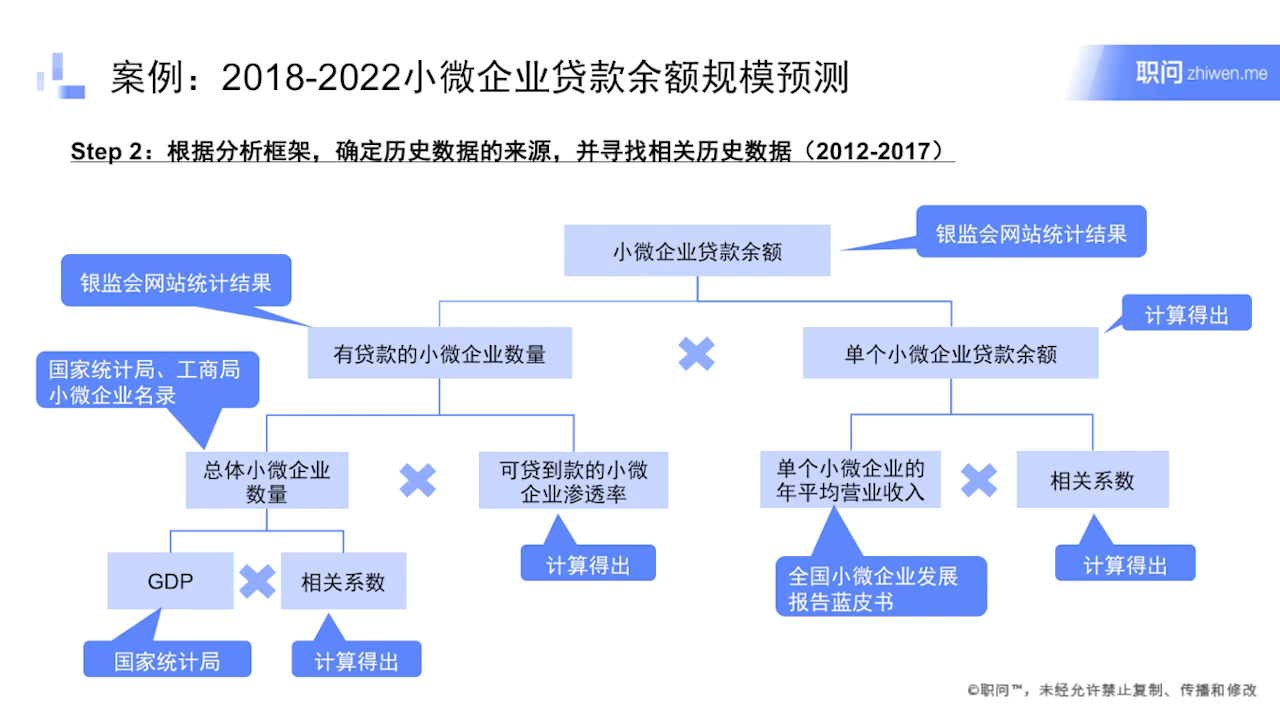 案例：2018-2022小微企业贷款余额规模预测
职问 zhiwen.me
Step 2：根据分析框架，确定历史数据的来源，并寻找相关历史数据（2012-2017）
小微企业贷款余额
银监会网站统计结果
银监会网站统计结果
有贷款的小微企业数量
单个小微企业贷款余额
计算得出
国家统计局、工商局
小微企业名录
总体小微企业
数量
可贷到款的小微
企业渗透率
单个小微企业的
年平均营业收入
相关系数
计算得出
计算得出
全国小微企业发展
报告蓝皮书
GDP
相关系数
国家统计局
计算得出
©职问™，未经允许禁止复制、传播和修改